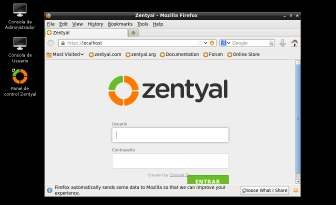 Consola de
Administrador
Consola de
Usuario
Panel de
control Zentyal
Zentyal - Mozilla Firefox
File Edit View History Bookmarks Tools Help
Zentyal
https://localhost
Google
Most Visited zentyal.com zentyal.org Documentation Forum Online Store
zentyal
Usuario
Contraseña
Created by
ENTRAR
Firefox automatically sends some data to Mozilla so that we can improve your
experience.
Choose What I Share